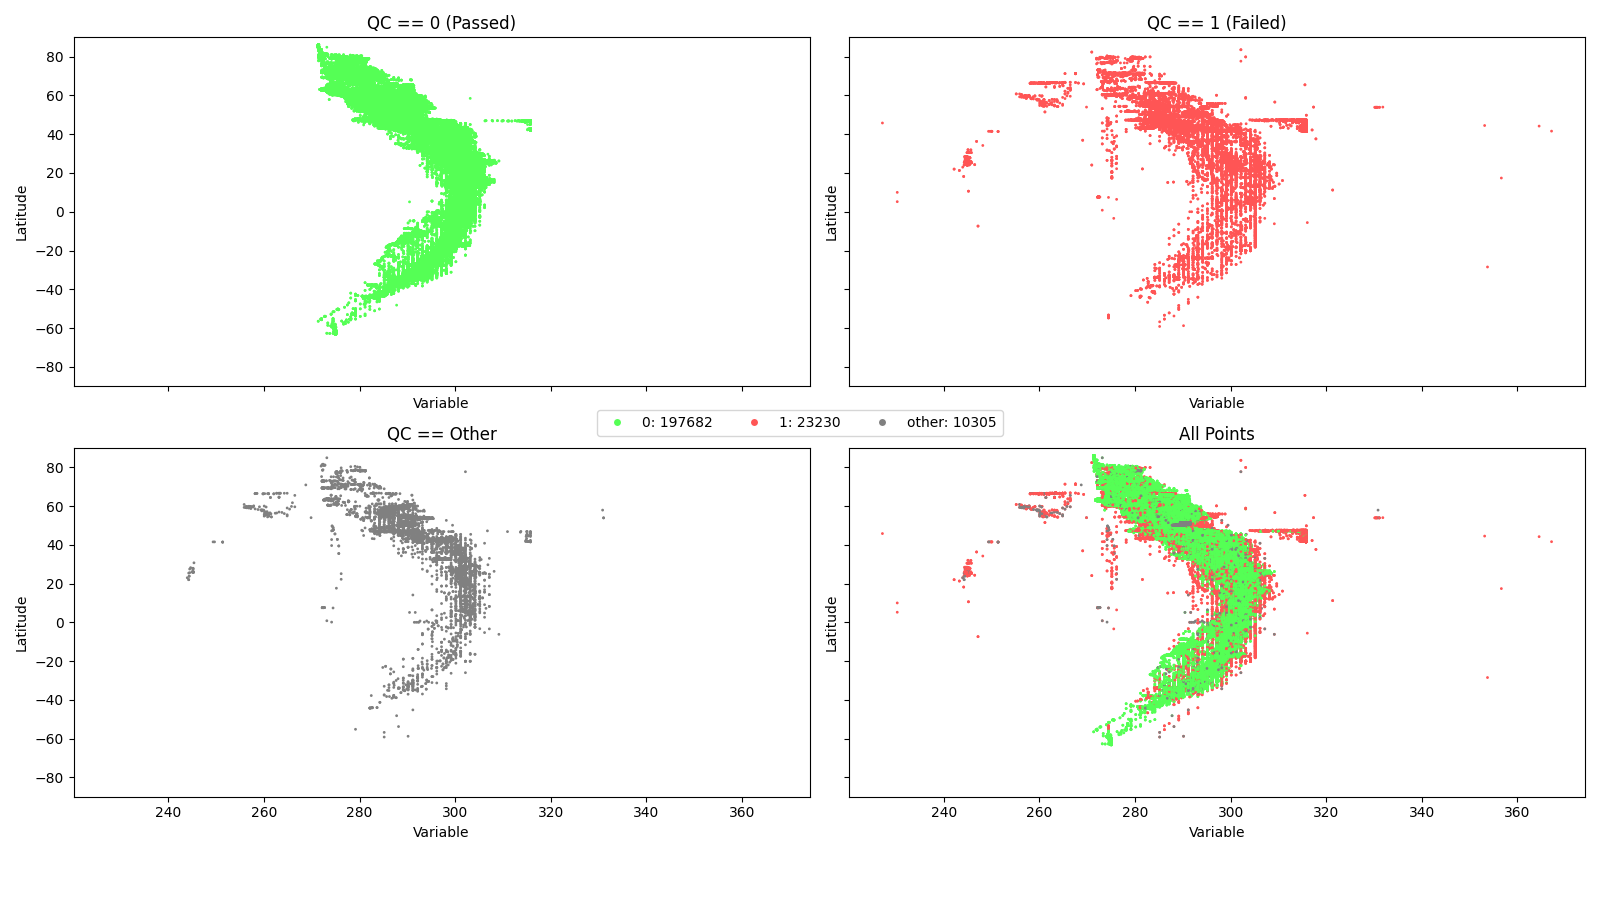 QC == 0 (Passed)
QC == 1 (Failed)
80
60
40
20
0
−20
−40
−60
−80
Latitude
Latitude
Variable
Variable
0: 197682 1: 23230 other: 10305
QC == Other
All Points
80
60
40
20
0
−20
−40
−60
−80
Latitude
Latitude
240 260 280 300 320 340 360
240 260 280 300 320 340 360
Variable
Variable